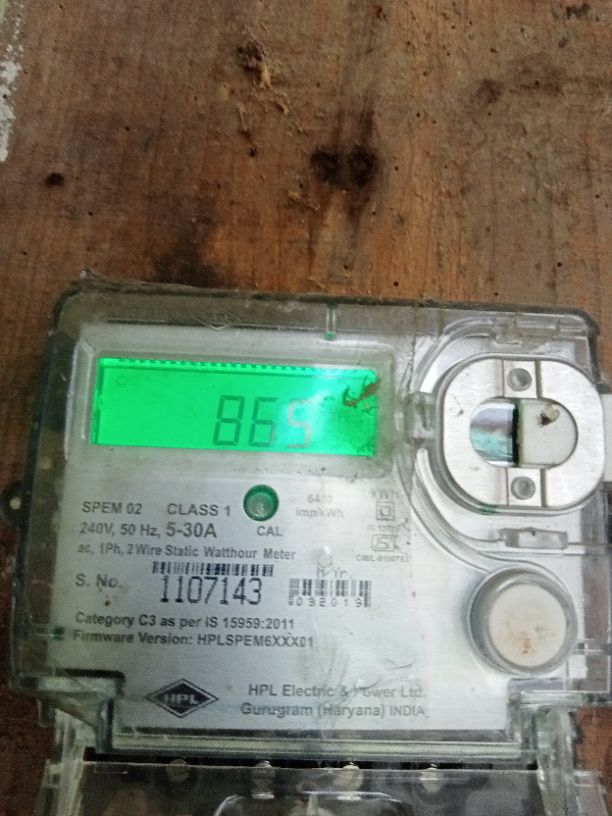 865
SPEM 02 CLASS 1
6400
imp/kWh
kWh
240V, 50 Hz, 5-30A CAL
ac, 1Ph, 2 Wire Static Watthour Meter
S. No. 1107143
M/Yr.
092019
Category C3 as per IS 15959:2011
Firmware Version: HPLSPEM6XXX01
HPL
HPL Electric & Power Ltd.
Gurugram (Haryana) INDIA